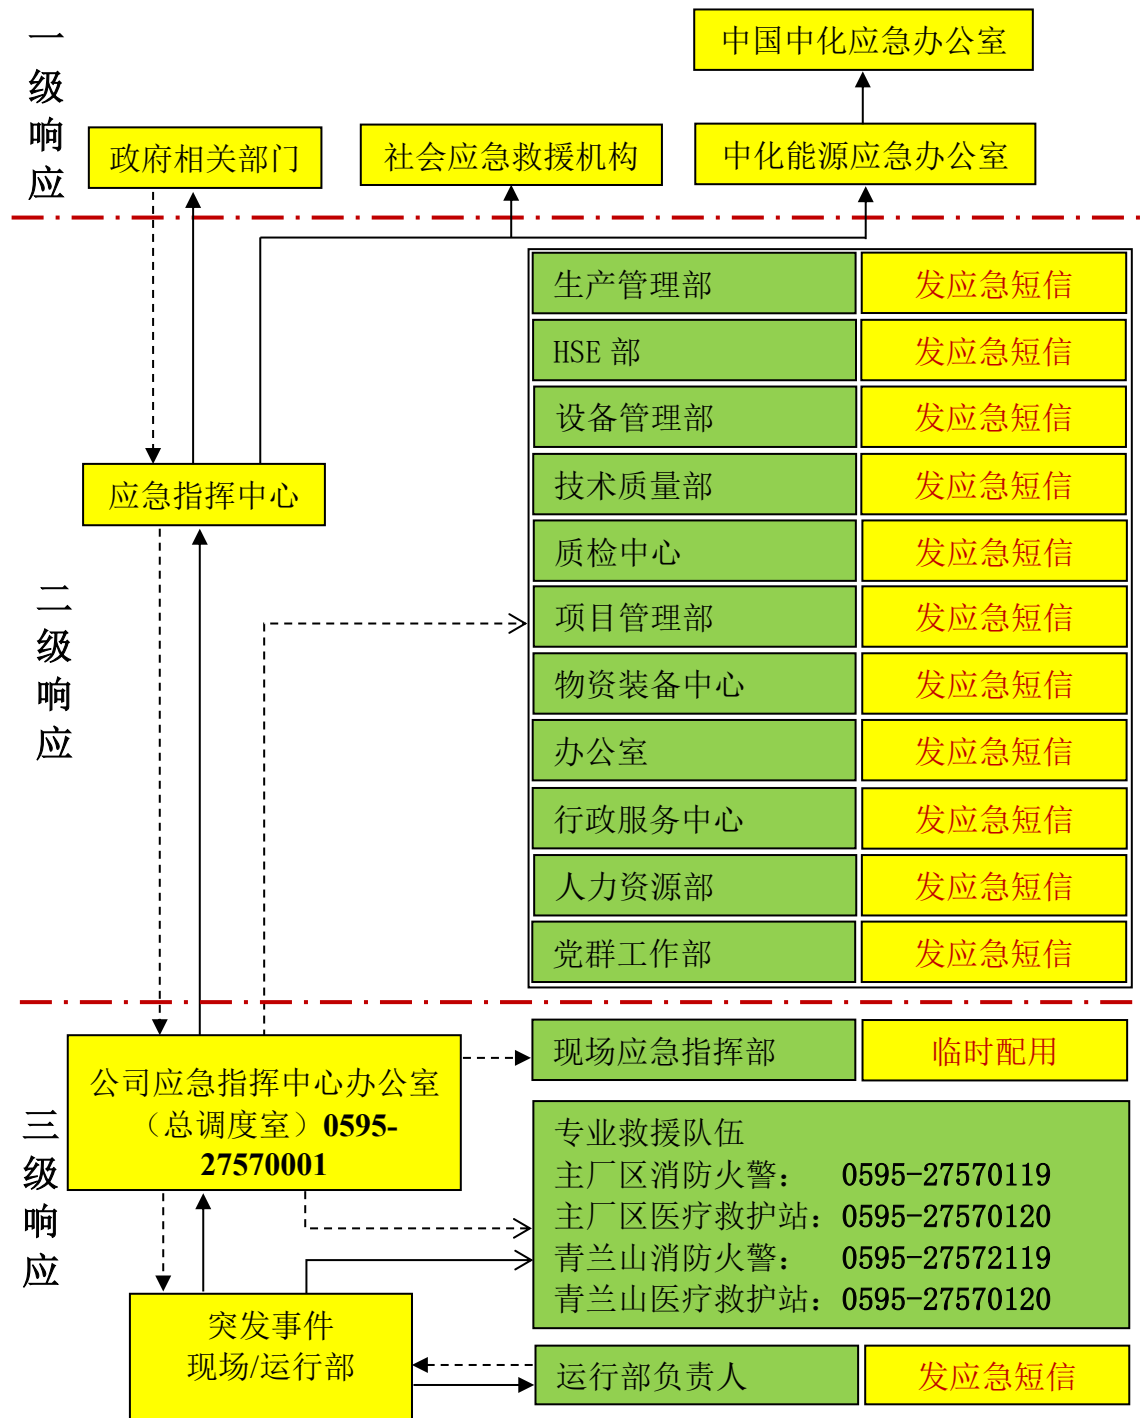 一级响应
中国中化应急办公室
政府相关部门
社会应急救援机构
中化能源应急办公室
二级响应
应急指挥中心
生产管理部 发应急短信
HSE 部 发应急短信
设备管理部 发应急短信
技术质量部 发应急短信
质检中心 发应急短信
项目管理部 发应急短信
物资装备中心 发应急短信
办公室 发应急短信
行政服务中心 发应急短信
人力资源部 发应急短信
党群工作部 发应急短信
三级响应
公司应急指挥中心办公室
（总调度室）0595-
27570001
现场应急指挥部 临时配用
专业救援队伍
主厂区消防火警： 0595-27570119
主厂区医疗救护站：0595-27570120
青兰山消防火警： 0595-27572119
青兰山医疗救护站：0595-27570120
突发事件
现场/运行部
运行部负责人 发应急短信